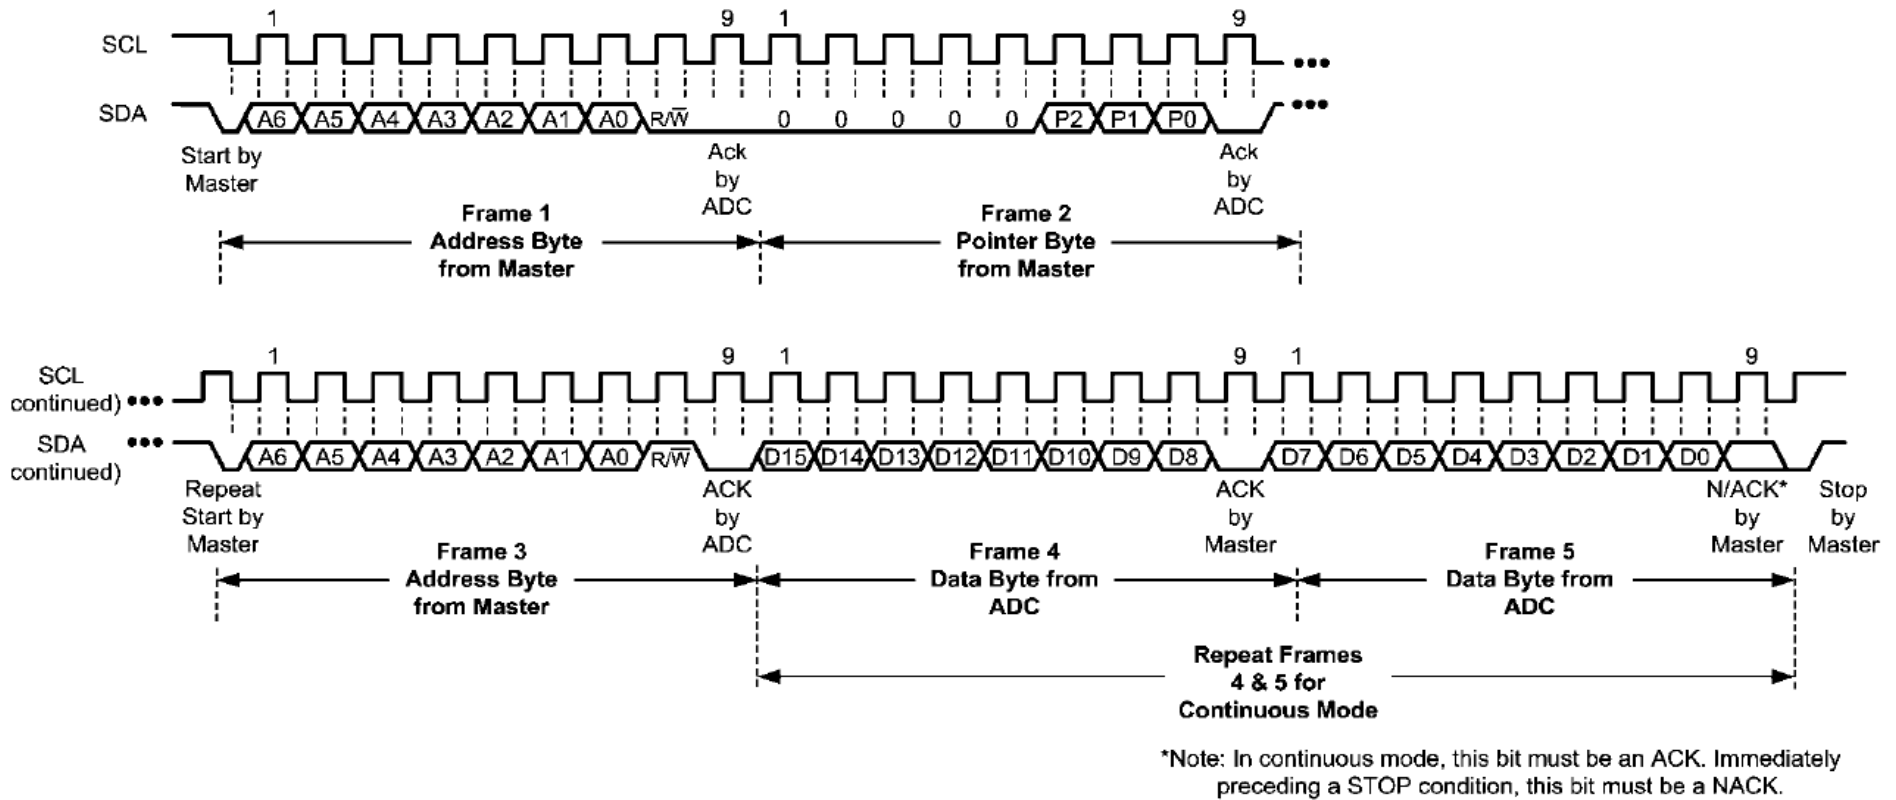 1 9 1 9
SCL
SDA A6 A5 A4 A3 A2 A1 A0 R/W̅ 0 0 0 0 0 P2 P1 P0
Start by
Master
Ack
by
ADC
Ack
by
ADC
Frame 1
Address Byte
from Master
Frame 2
Pointer Byte
from Master
1 9 1 9 1 9
SCL
continued)
SDA
continued)
A6 A5 A4 A3 A2 A1 A0 R/W̅ D15 D14 D13 D12 D11 D10 D9 D8 D7 D6 D5 D4 D3 D2 D1 D0
Repeat
Start by
Master
ACK
by
ADC
ACK
by
Master
N/ACK*
by
Master
Stop
by
Master
Frame 3
Address Byte
from Master
Frame 4
Data Byte from
ADC
Frame 5
Data Byte from
ADC
Repeat Frames
4 & 5 for
Continuous Mode
*Note: In continuous mode, this bit must be an ACK. Immediately
preceding a STOP condition, this bit must be a NACK.